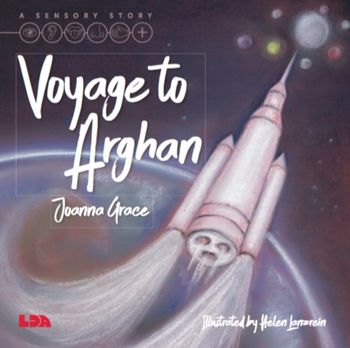 A SENSORY STORY
Voyage to
Arghan
Joanna Grace
LDA
Illustrated by Helen Lanzrein